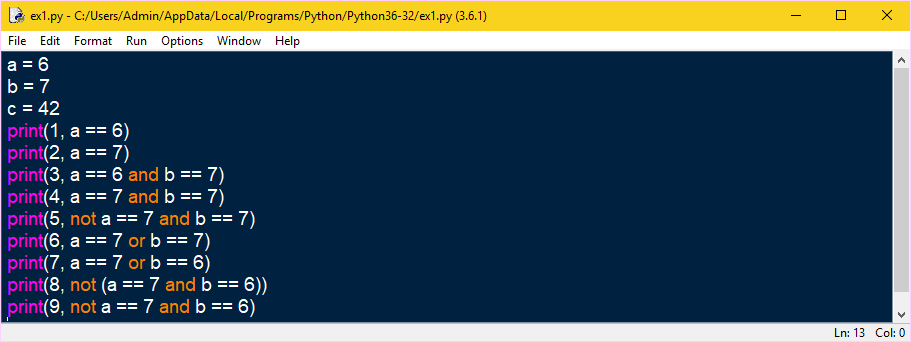 ex1.py - C:/Users/Admin/AppData/Local/Programs/Python/Python36-32/ex1.py (3.6.1)
File Edit Format Run Options Window Help
a = 6
b = 7
c = 42
print(1, a == 6)
print(2, a == 7)
print(3, a == 6 and b == 7)
print(4, a == 7 and b == 7)
print(5, not a == 7 and b == 7)
print(6, a == 7 or b == 7)
print(7, a == 7 or b == 6)
print(8, not (a == 7 and b == 6))
print(9, not a == 7 and b == 6)
Ln: 13 Col: 0